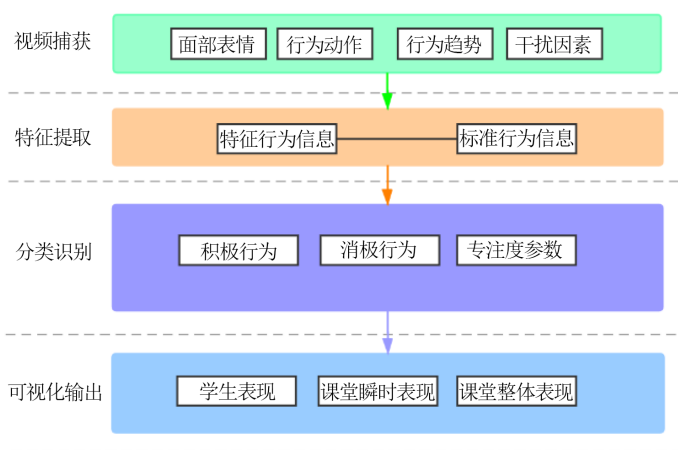 视频捕获
面部表情
行为动作
行为趋势
干扰因素
特征提取
特征行为信息
标准行为信息
分类识别
积极行为
消极行为
专注度参数
可视化输出
学生表现
课堂瞬时表现
课堂整体表现